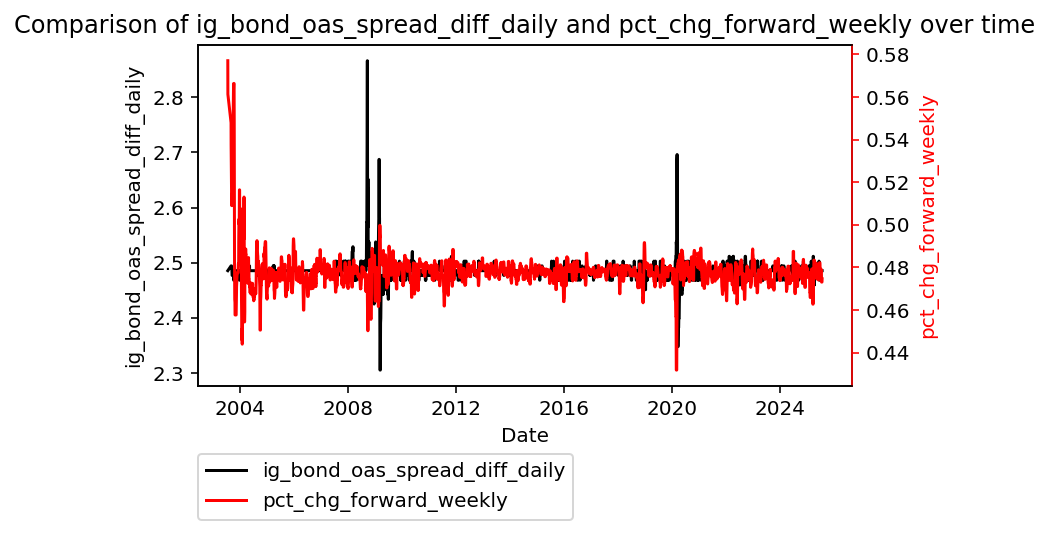 Comparison of ig_bond_oas_spread_diff_daily and pct_chg_forward_weekly over time
ig_bond_oas_spread_diff_daily
2.8
2.7
2.6
2.5
2.4
2.3
0.58
0.56
0.54
0.52
0.50
0.48
0.46
0.44
pct_chg_forward_weekly
2004 2008 2012 2016 2020 2024
Date
ig_bond_oas_spread_diff_daily
pct_chg_forward_weekly